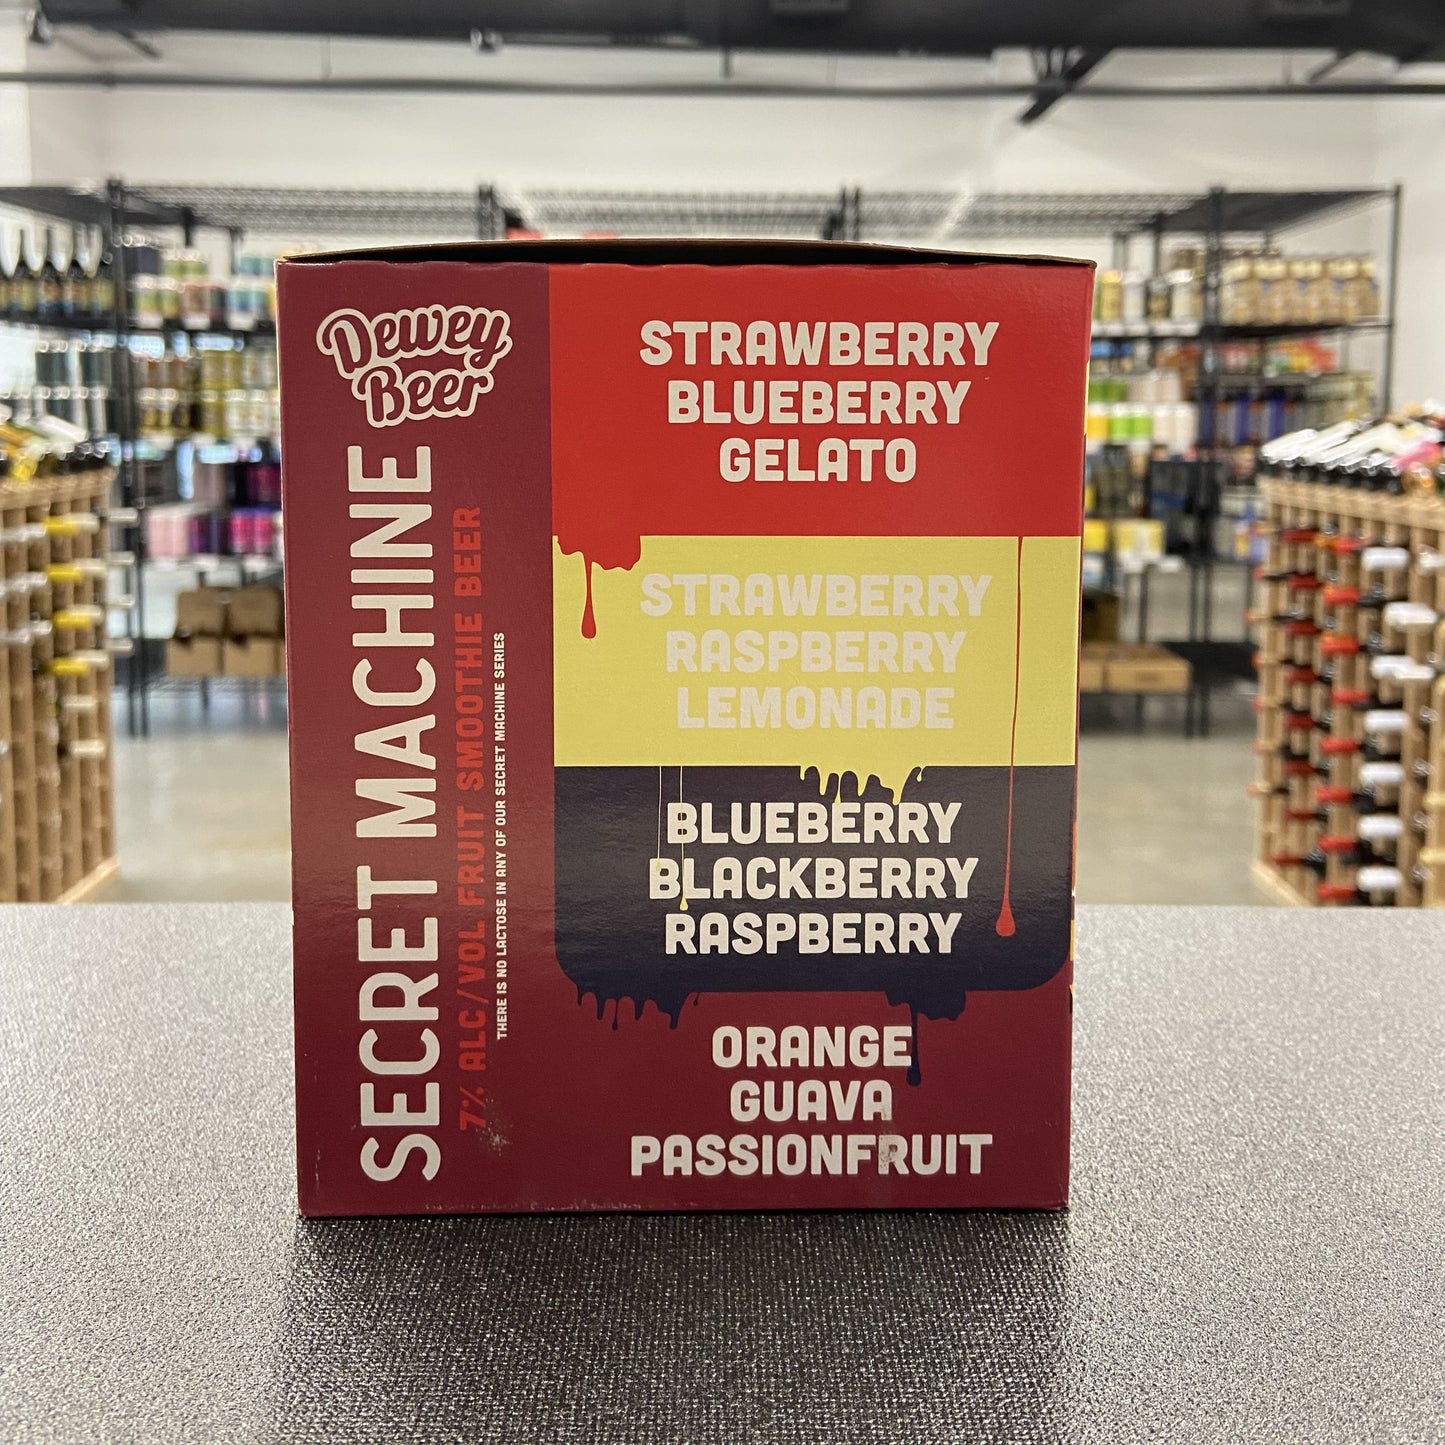 Dewey
Beer
SECRET MACHINE
7% ALC/VOL FRUIT SMOOTHIE BEER
THERE IS NO LACTOSE IN ANY OF OUR SECRET MACHINE SERIES
STRAWBERRY
BLUEBERRY
GELATO
STRAWBERRY
RASPBERRY
LEMONADE
BLUEBERRY
BLACKBERRY
RASPBERRY
ORANGE
GUAVA
PASSIONFRUIT